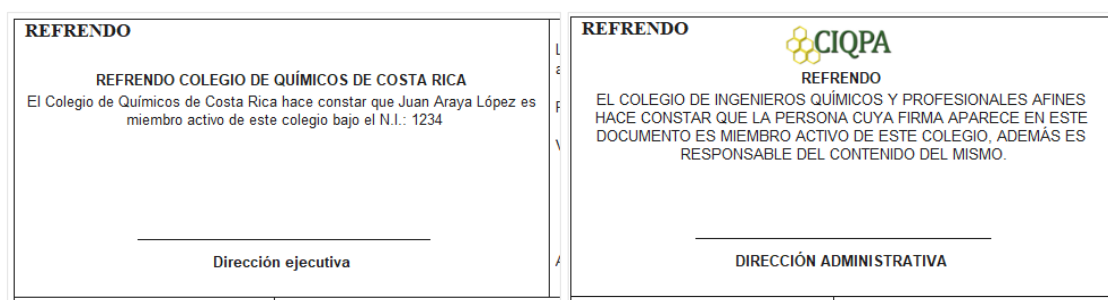 REFRENDO
REFRENDO COLEGIO DE QUÍMICOS DE COSTA RICA
El Colegio de Químicos de Costa Rica hace constar que Juan Araya López es
miembro activo de este colegio bajo el N.I.: 1234
Dirección ejecutiva
REFRENDO
CIQPA
REFRENDO
EL COLEGIO DE INGENIEROS QUÍMICOS Y PROFESIONALES AFINES
HACE CONSTAR QUE LA PERSONA CUYA FIRMA APARECE EN ESTE
DOCUMENTO ES MIEMBRO ACTIVO DE ESTE COLEGIO, ADEMÁS ES
RESPONSABLE DEL CONTENIDO DEL MISMO.
DIRECCIÓN ADMINISTRATIVA